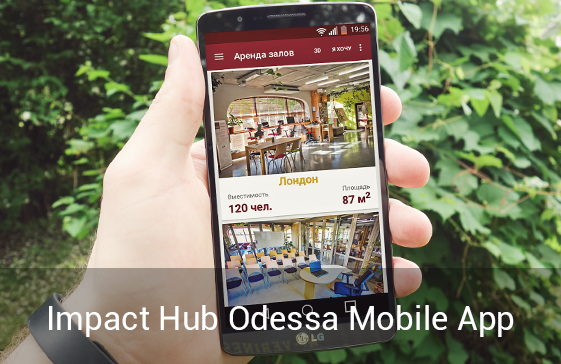 19:56
Аренда залов 3D Я ХОЧУ
Лондон
Вместимость Площадь
120 чел. 87 м²
Impact Hub Odessa Mobile App
LG